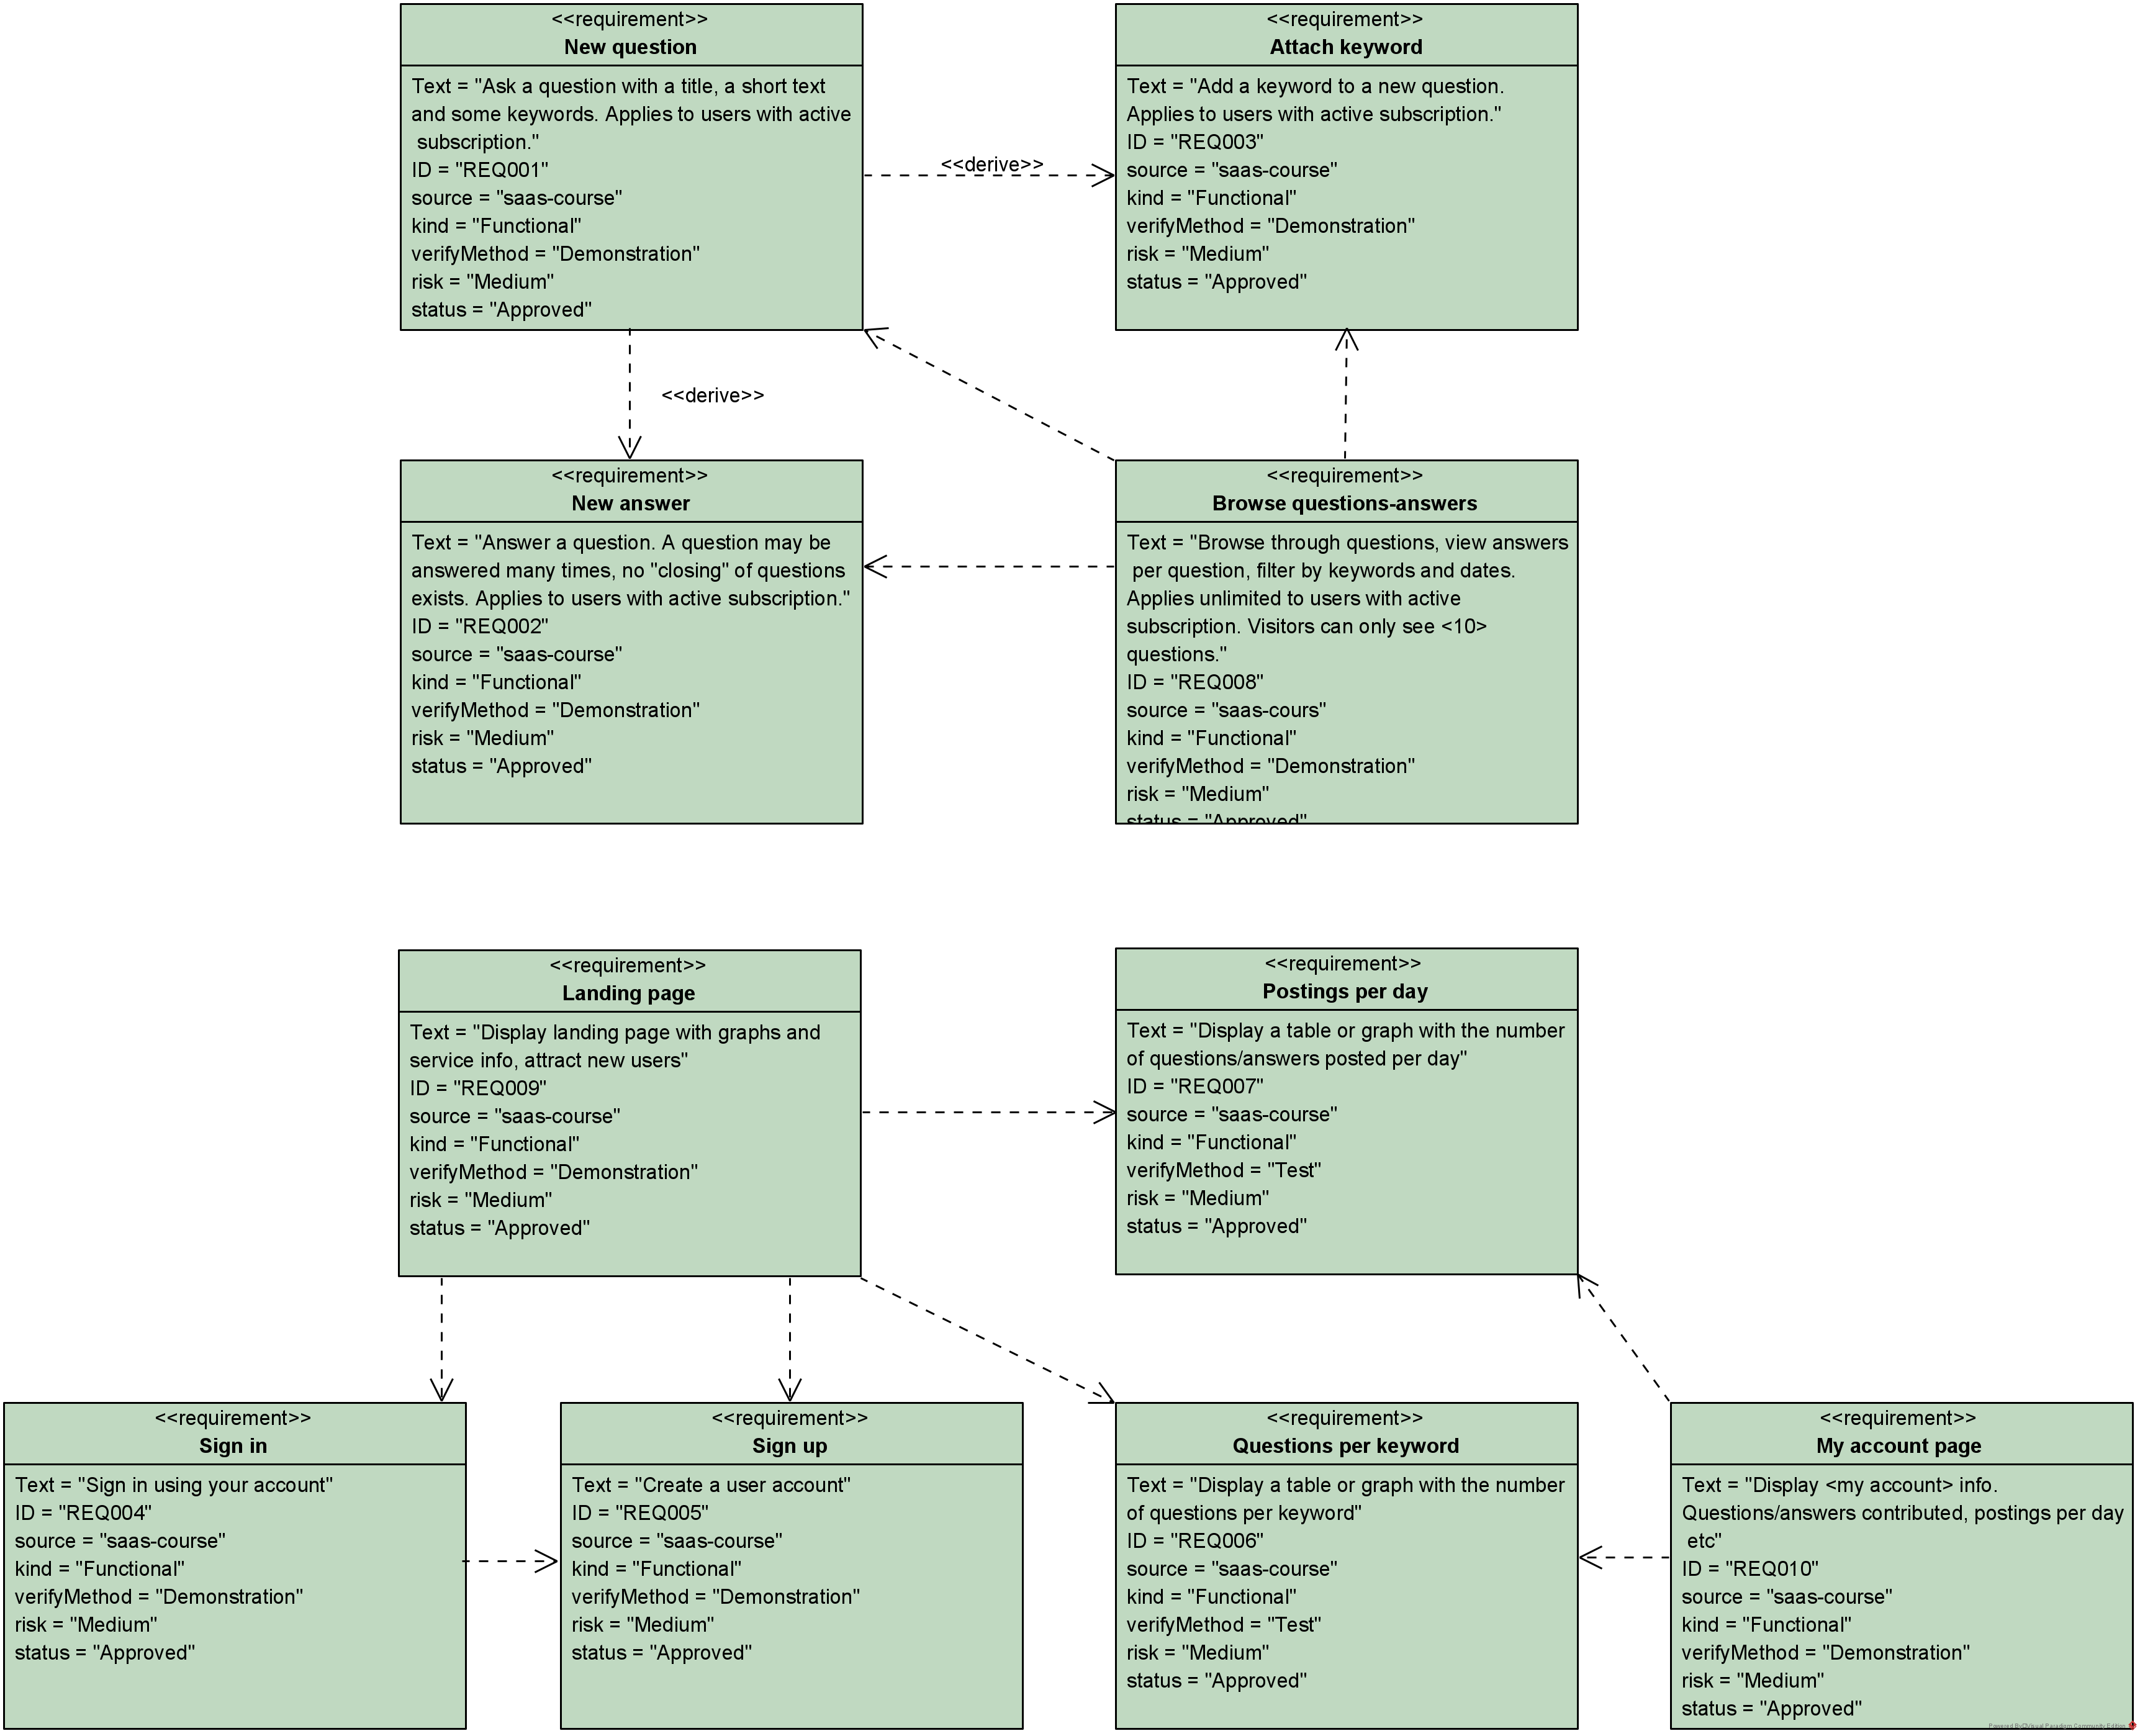 <<requirement>>
New question
Text = "Ask a question with a title, a short text
and some keywords. Applies to users with active
subscription."
ID = "REQ001"
source = "saas-course"
kind = "Functional"
verifyMethod = "Demonstration"
risk = "Medium"
status = "Approved"
<<derive>>
<<requirement>>
Attach keyword
Text = "Add a keyword to a new question.
Applies to users with active subscription."
ID = "REQ003"
source = "saas-course"
kind = "Functional"
verifyMethod = "Demonstration"
risk = "Medium"
status = "Approved"
<<derive>>
<<requirement>>
New answer
Text = "Answer a question. A question may be
answered many times, no "closing" of questions
exists. Applies to users with active subscription."
ID = "REQ002"
source = "saas-course"
kind = "Functional"
verifyMethod = "Demonstration"
risk = "Medium"
status = "Approved"
<<requirement>>
Browse questions-answers
Text = "Browse through questions, view answers
per question, filter by keywords and dates.
Applies unlimited to users with active
subscription. Visitors can only see <10>
questions."
ID = "REQ008"
source = "saas-cours"
kind = "Functional"
verifyMethod = "Demonstration"
risk = "Medium"
status = "Approved"
<<requirement>>
Landing page
Text = "Display landing page with graphs and
service info, attract new users"
ID = "REQ009"
source = "saas-course"
kind = "Functional"
verifyMethod = "Demonstration"
risk = "Medium"
status = "Approved"
<<requirement>>
Postings per day
Text = "Display a table or graph with the number
of questions/answers posted per day"
ID = "REQ007"
source = "saas-course"
kind = "Functional"
verifyMethod = "Test"
risk = "Medium"
status = "Approved"
<<requirement>>
Sign in
Text = "Sign in using your account"
ID = "REQ004"
source = "saas-course"
kind = "Functional"
verifyMethod = "Demonstration"
risk = "Medium"
status = "Approved"
<<requirement>>
Sign up
Text = "Create a user account"
ID = "REQ005"
source = "saas-course"
kind = "Functional"
verifyMethod = "Demonstration"
risk = "Medium"
status = "Approved"
<<requirement>>
Questions per keyword
Text = "Display a table or graph with the number
of questions per keyword"
ID = "REQ006"
source = "saas-course"
kind = "Functional"
verifyMethod = "Test"
risk = "Medium"
status = "Approved"
<<requirement>>
My account page
Text = "Display <my account> info.
Questions/answers contributed, postings per day
etc"
ID = "REQ010"
source = "saas-course"
kind = "Functional"
verifyMethod = "Demonstration"
risk = "Medium"
status = "Approved"
Visual Paradigm Community Edition